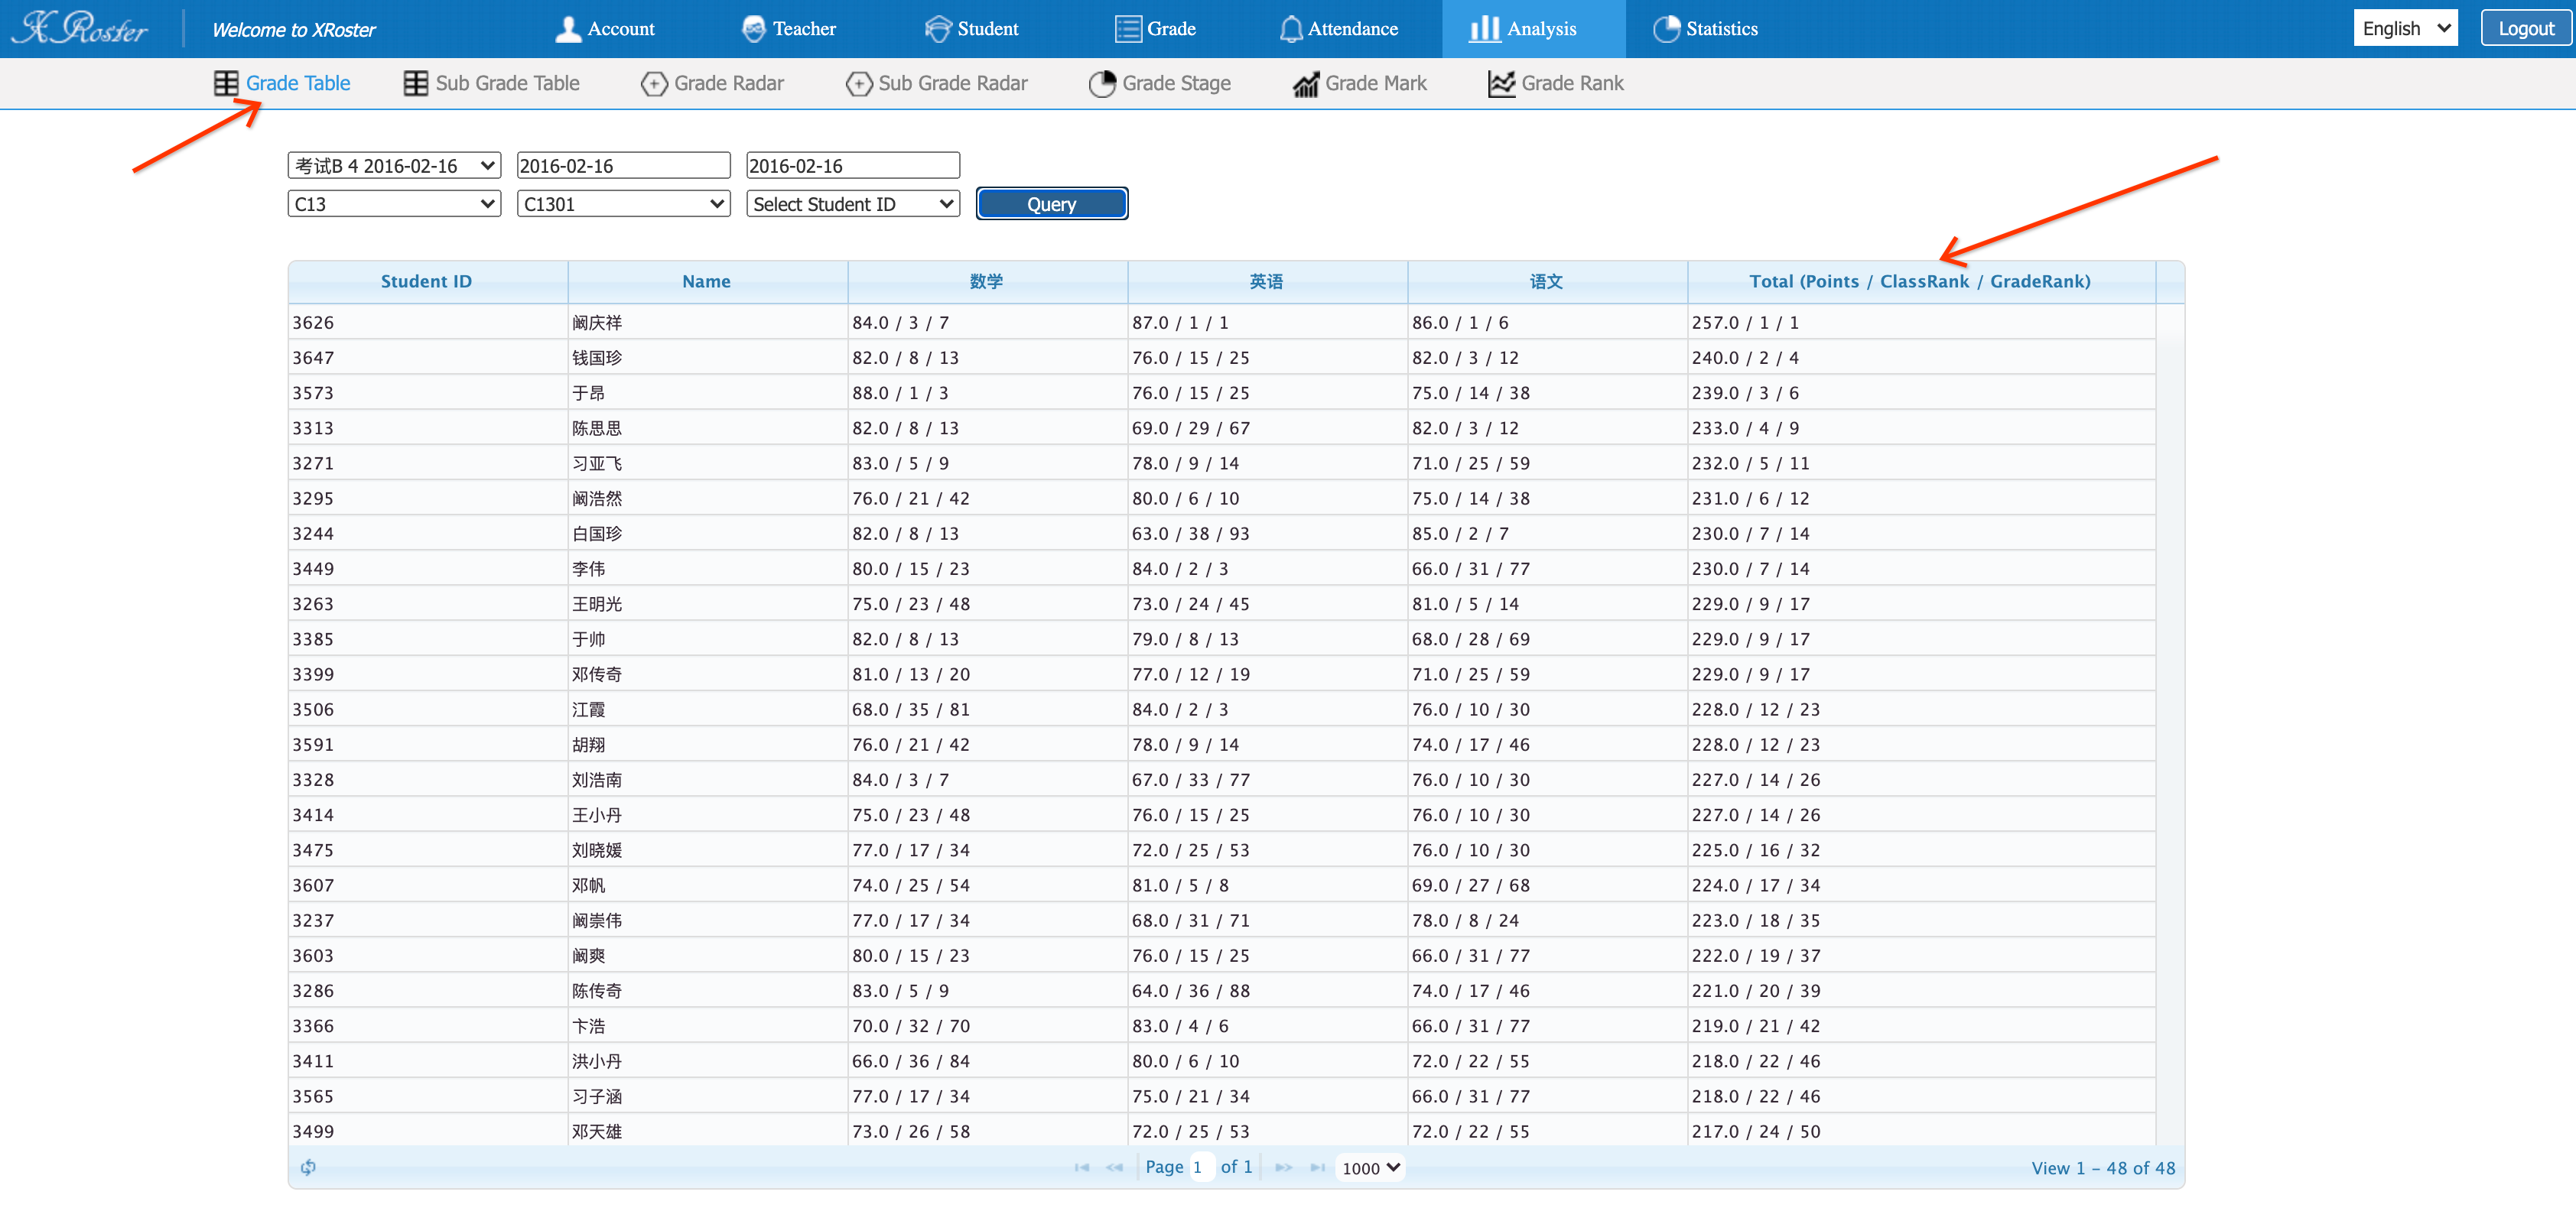 XRoster Welcome to XRoster Account Teacher Student Grade Attendance Analysis Statistics English Logout
Grade Table Sub Grade Table Grade Radar Sub Grade Radar Grade Stage Grade Mark Grade Rank
考试B 4 2016-02-16 2016-02-16 2016-02-16
C13 C1301 Select Student ID Query
Student ID Name 数学 英语 语文 Total (Points / ClassRank / GradeRank)
3626 阚庆祥 84.0 / 3 / 7 87.0 / 1 / 1 86.0 / 1 / 6 257.0 / 1 / 1
3647 钱国珍 82.0 / 8 / 13 76.0 / 15 / 25 82.0 / 3 / 12 240.0 / 2 / 4
3573 于昂 88.0 / 1 / 3 76.0 / 15 / 25 75.0 / 14 / 38 239.0 / 3 / 6
3313 陈思思 82.0 / 8 / 13 69.0 / 29 / 67 82.0 / 3 / 12 233.0 / 4 / 9
3271 习亚飞 83.0 / 5 / 9 78.0 / 9 / 14 71.0 / 25 / 59 232.0 / 5 / 11
3295 阚浩然 76.0 / 21 / 42 80.0 / 6 / 10 75.0 / 14 / 38 231.0 / 6 / 12
3244 白国珍 82.0 / 8 / 13 63.0 / 38 / 93 85.0 / 2 / 7 230.0 / 7 / 14
3449 李伟 80.0 / 15 / 23 84.0 / 2 / 3 66.0 / 31 / 77 230.0 / 7 / 14
3263 王明光 75.0 / 23 / 48 73.0 / 24 / 45 81.0 / 5 / 14 229.0 / 9 / 17
3385 于帅 82.0 / 8 / 13 79.0 / 8 / 13 68.0 / 28 / 69 229.0 / 9 / 17
3399 邓传奇 81.0 / 13 / 20 77.0 / 12 / 19 71.0 / 25 / 59 229.0 / 9 / 17
3506 江霞 68.0 / 35 / 81 84.0 / 2 / 3 76.0 / 10 / 30 228.0 / 12 / 23
3591 胡翔 76.0 / 21 / 42 78.0 / 9 / 14 74.0 / 17 / 46 228.0 / 12 / 23
3328 刘浩南 84.0 / 3 / 7 67.0 / 33 / 77 76.0 / 10 / 30 227.0 / 14 / 26
3414 王小丹 75.0 / 23 / 48 76.0 / 15 / 25 76.0 / 10 / 30 227.0 / 14 / 26
3475 刘晓媛 77.0 / 17 / 34 72.0 / 25 / 53 76.0 / 10 / 30 225.0 / 16 / 32
3607 邓帆 74.0 / 25 / 54 81.0 / 5 / 8 69.0 / 27 / 68 224.0 / 17 / 34
3237 阚崇伟 77.0 / 17 / 34 68.0 / 31 / 71 78.0 / 8 / 24 223.0 / 18 / 35
3603 阚爽 80.0 / 15 / 23 76.0 / 15 / 25 66.0 / 31 / 77 222.0 / 19 / 37
3286 陈传奇 83.0 / 5 / 9 64.0 / 36 / 88 74.0 / 17 / 46 221.0 / 20 / 39
3366 卞浩 70.0 / 32 / 70 83.0 / 4 / 6 66.0 / 31 / 77 219.0 / 21 / 42
3411 洪小丹 66.0 / 36 / 84 80.0 / 6 / 10 72.0 / 22 / 55 218.0 / 22 / 46
3565 习子涵 77.0 / 17 / 34 75.0 / 21 / 34 66.0 / 31 / 77 218.0 / 22 / 46
3499 邓天雄 73.0 / 26 / 58 72.0 / 25 / 53 72.0 / 22 / 55 217.0 / 24 / 50
Page 1 of 1 1000 View 1 - 48 of 48